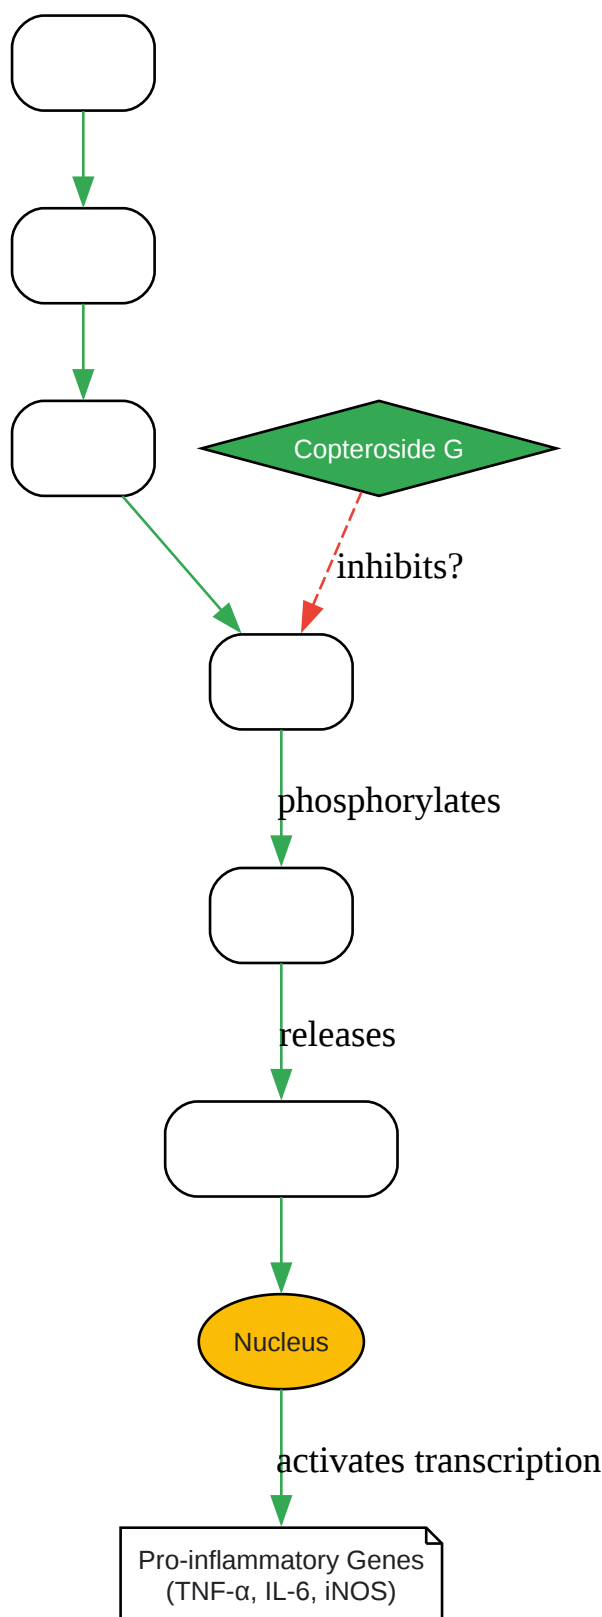 Copteroside G
inhibits?
phosphorylates
releases
Nucleus
activates transcription
Pro-inflammatory Genes
(TNF-α, IL-6, iNOS)